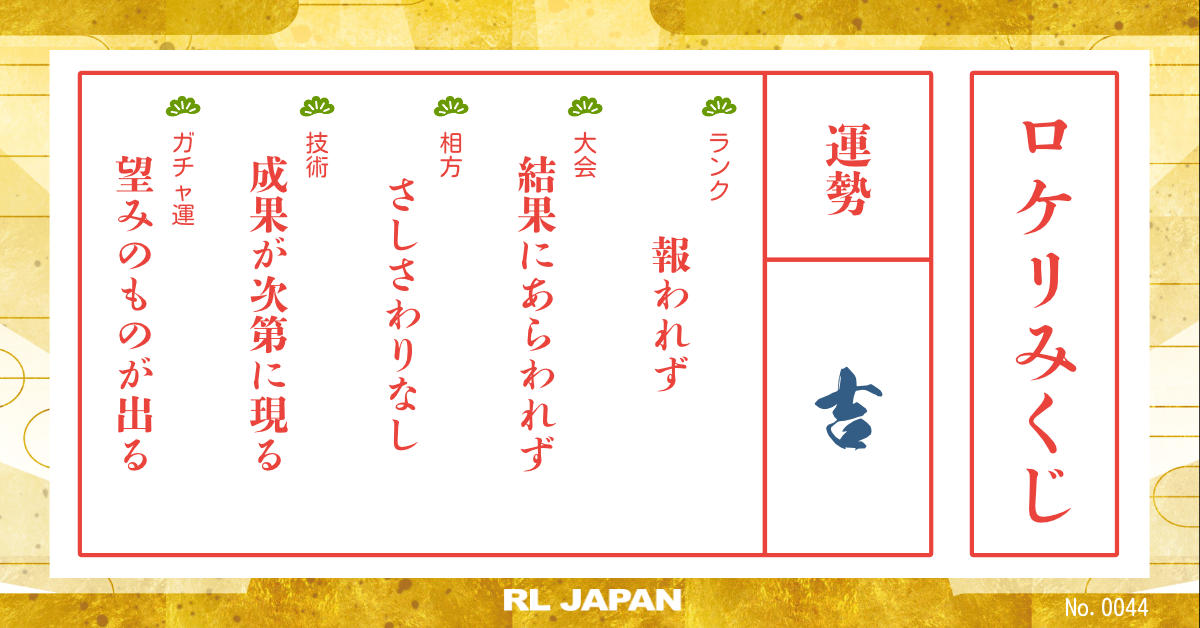 ロケリみくじ
運勢
吉
ランク
報われず
大会
結果にあらわれず
相方
さしさわりなし
技術
成果が次第に現る
ガチャ運
望みのものが出る
RL JAPAN
No. 0044